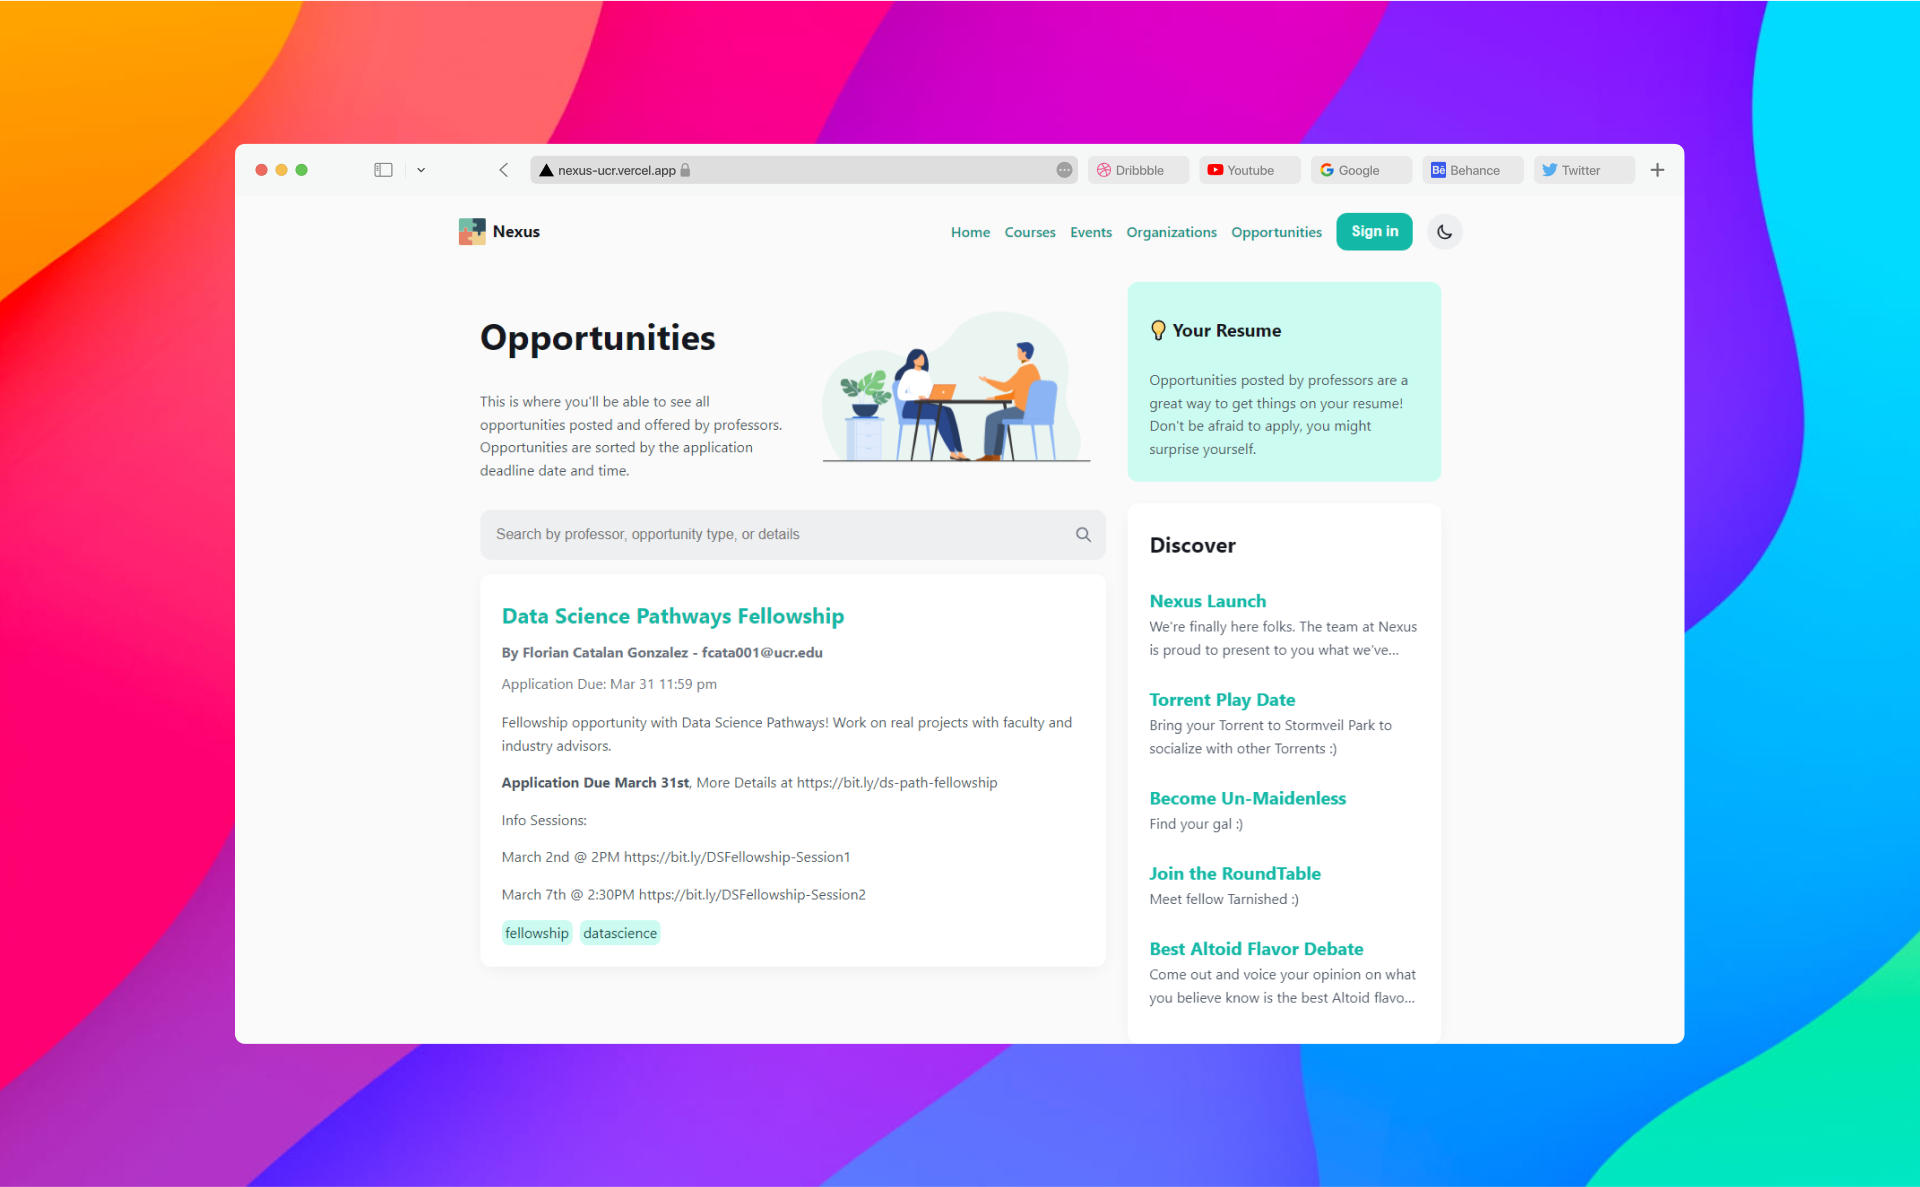 nexus-ucr.vercel.app
Dribbble
Youtube
Google
Bē Behance
Twitter
Nexus
Home
Courses
Events
Organizations
Opportunities
Sign in
Opportunities
This is where you'll be able to see all
opportunities posted and offered by professors.
Opportunities are sorted by the application
deadline date and time.
Your Resume
Opportunities posted by professors are a
great way to get things on your resume!
Don't be afraid to apply, you might
surprise yourself.
Search by professor, opportunity type, or details
Data Science Pathways Fellowship
By Florian Catalan Gonzalez - fcata001@ucr.edu
Application Due: Mar 31 11:59 pm
Fellowship opportunity with Data Science Pathways! Work on real projects with faculty and
industry advisors.
Application Due March 31st, More Details at https://bit.ly/ds-path-fellowship
Info Sessions:
March 2nd @ 2PM https://bit.ly/DSFellowship-Session1
March 7th @ 2:30PM https://bit.ly/DSFellowship-Session2
fellowship datascience
Discover
Nexus Launch
We're finally here folks. The team at Nexus
is proud to present to you what we've...
Torrent Play Date
Bring your Torrent to Stormveil Park to
socialize with other Torrents :)
Become Un-Maidenless
Find your gal :)
Join the RoundTable
Meet fellow Tarnished :)
Best Altoid Flavor Debate
Come out and voice your opinion on what
you believe know is the best Altoid flavo...